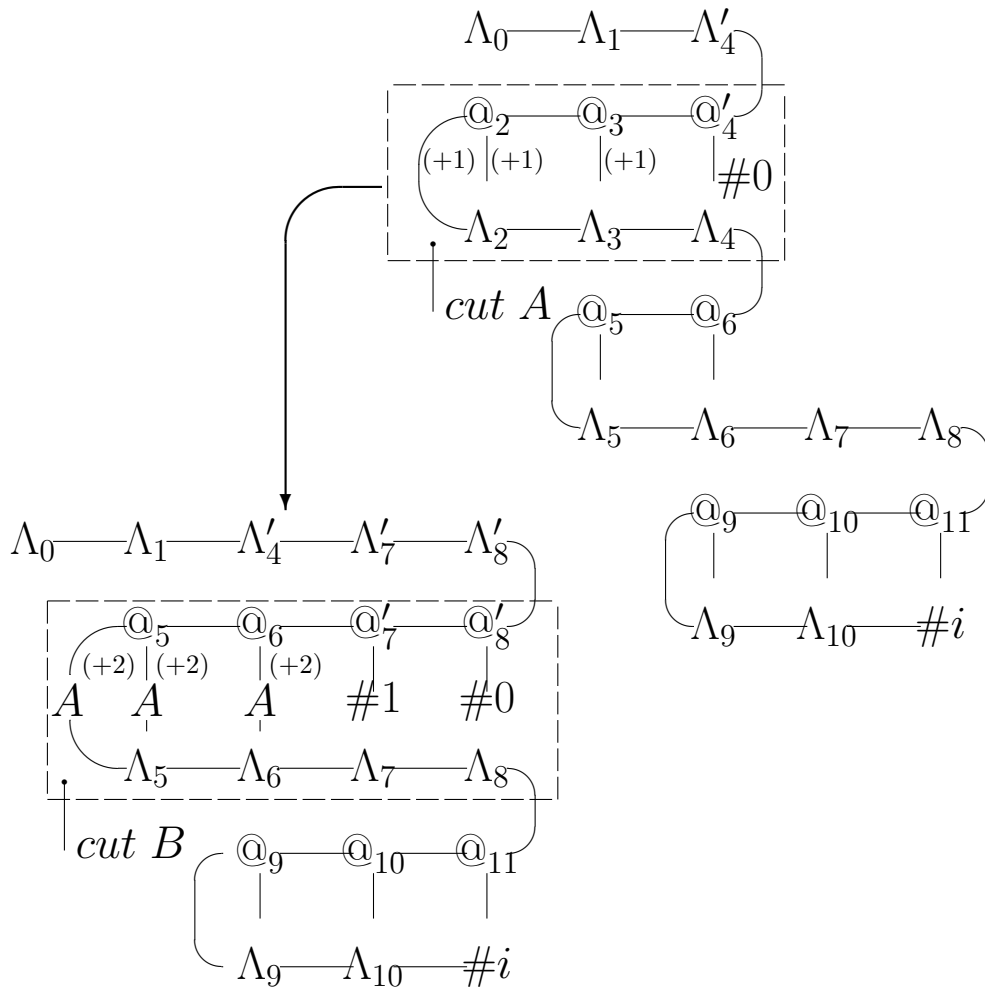 Λ₀ Λ₁ Λ′₄
@₂ @₃ @′₄
(+1) (+1) (+1) #0
Λ₂ Λ₃ Λ₄
cut A
@₅ @₆
Λ₅ Λ₆ Λ₇ Λ₈
@₉ @₁₀ @₁₁
Λ₉ Λ₁₀ #i
Λ₀ Λ₁ Λ′₄ Λ′₇ Λ′₈
@₅ @₆ @′₇ @′₈
(+2) (+2) (+2)
A A A #1 #0
Λ₅ Λ₆ Λ₇ Λ₈
cut B
@₉ @₁₀ @₁₁
Λ₉ Λ₁₀ #i